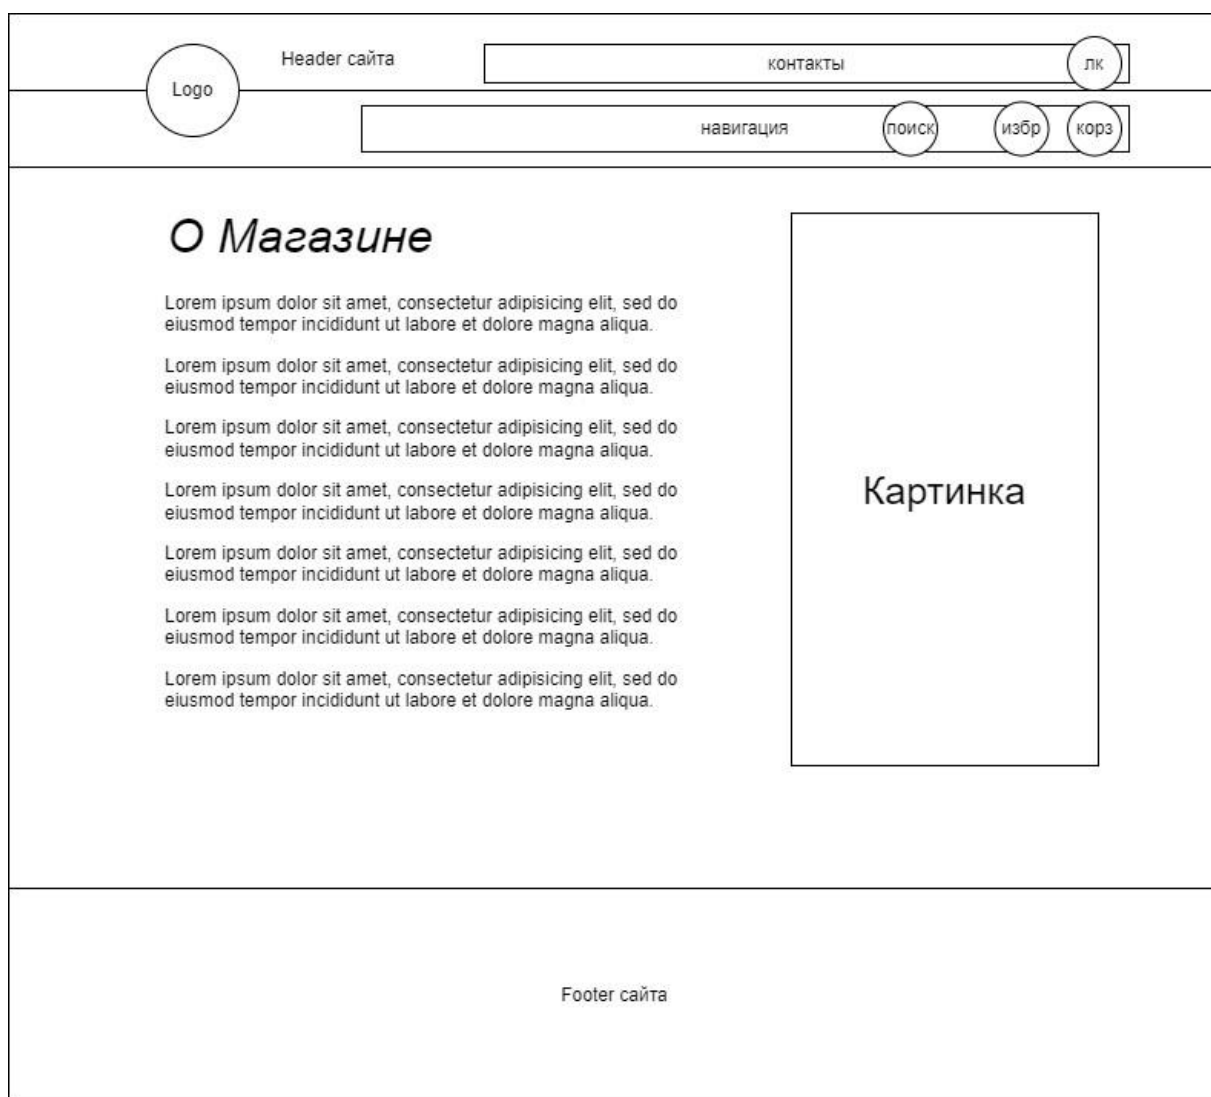 Header сайта
контакты
лк
Logo
навигация
поиск
избр
корз
О Магазине
Lorem ipsum dolor sit amet, consectetur adipisicing elit, sed do
eiusmod tempor incididunt ut labore et dolore magna aliqua.
Lorem ipsum dolor sit amet, consectetur adipisicing elit, sed do
eiusmod tempor incididunt ut labore et dolore magna aliqua.
Lorem ipsum dolor sit amet, consectetur adipisicing elit, sed do
eiusmod tempor incididunt ut labore et dolore magna aliqua.
Lorem ipsum dolor sit amet, consectetur adipisicing elit, sed do
eiusmod tempor incididunt ut labore et dolore magna aliqua.
Lorem ipsum dolor sit amet, consectetur adipisicing elit, sed do
eiusmod tempor incididunt ut labore et dolore magna aliqua.
Lorem ipsum dolor sit amet, consectetur adipisicing elit, sed do
eiusmod tempor incididunt ut labore et dolore magna aliqua.
Lorem ipsum dolor sit amet, consectetur adipisicing elit, sed do
eiusmod tempor incididunt ut labore et dolore magna aliqua.
Картинка
Footer сайта